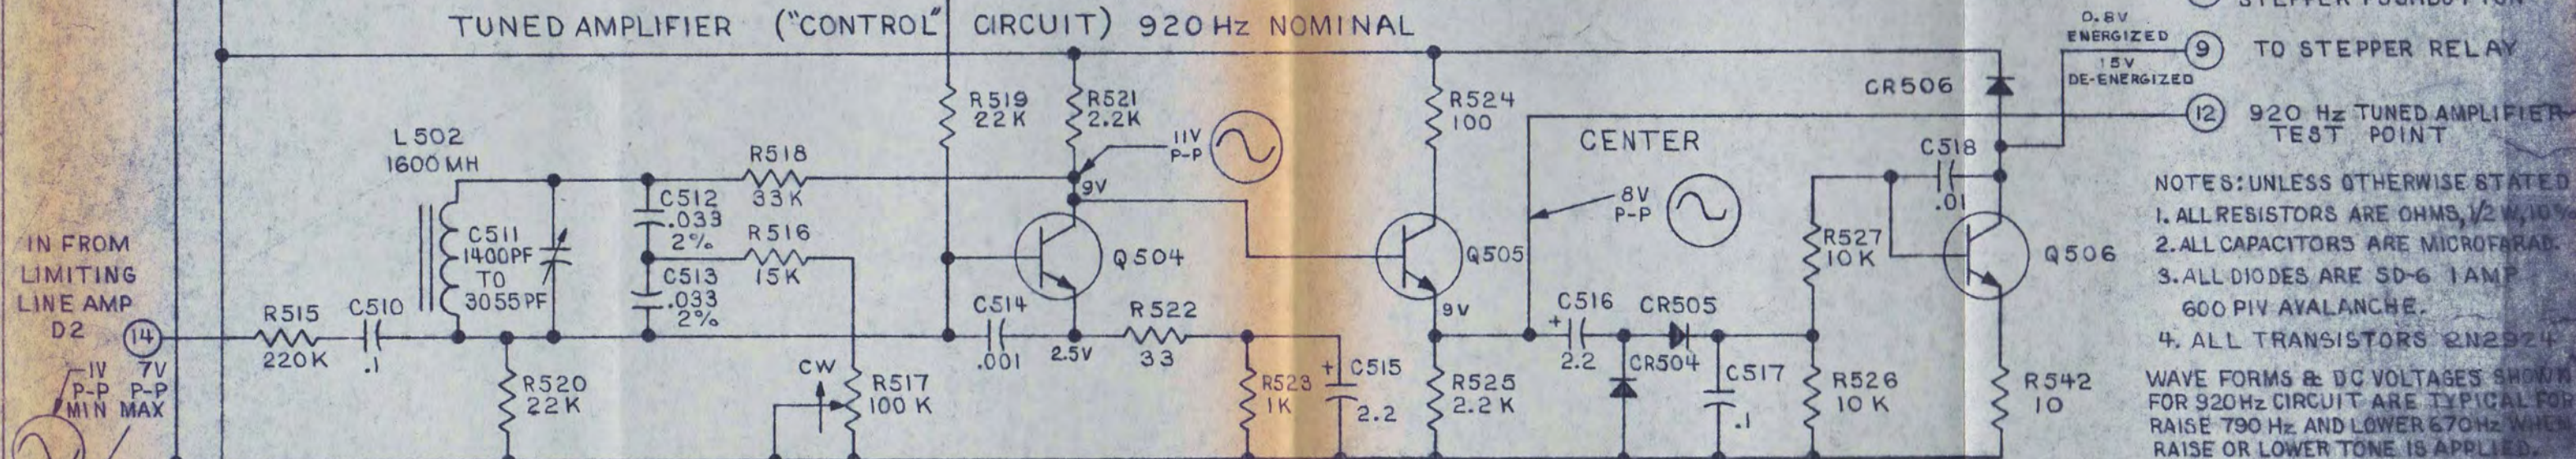 TUNED AMPLIFIER ("CONTROL" CIRCUIT) 920 Hz NOMINAL
0.8V
ENERGIZED
9 TO STEPPER RELAY
15V
DE-ENERGIZED
CR506
12 920 Hz TUNED AMPLIFIER
TEST POINT
R519
22K
R521
2.2K
11V
P-P
R524
100
CENTER
C518
.01
L502
1600 MH
R518
33K
9V
C512
.033
2%
R516
15K
C511
1400PF
TO
3055PF
C513
.033
2%
Q504
Q505
8V
P-P
R527
10K
Q506
IN FROM
LIMITING
LINE AMP
D2
14
R515
220K
C510
.1
C514
.001
2.5V
R522
33
9V
C516
+
2.2
CR505
CR504
1V 7V
P-P P-P
MIN MAX
R520
22K
CW
R517
100 K
R523
1K
+
C515
2.2
R525
2.2K
C517
.1
R526
10 K
R542
10
NOTES: UNLESS OTHERWISE STATED
1. ALL RESISTORS ARE OHMS, 1/2 W, 10%
2. ALL CAPACITORS ARE MICROFARAD.
3. ALL DIODES ARE SD-6 1 AMP
600 PIV AVALANCHE.
4. ALL TRANSISTORS 2N2924
WAVE FORMS & DC VOLTAGES SHOWN
FOR 920Hz CIRCUIT ARE TYPICAL FOR
RAISE 790 Hz AND LOWER 670Hz WHEN
RAISE OR LOWER TONE IS APPLIED.